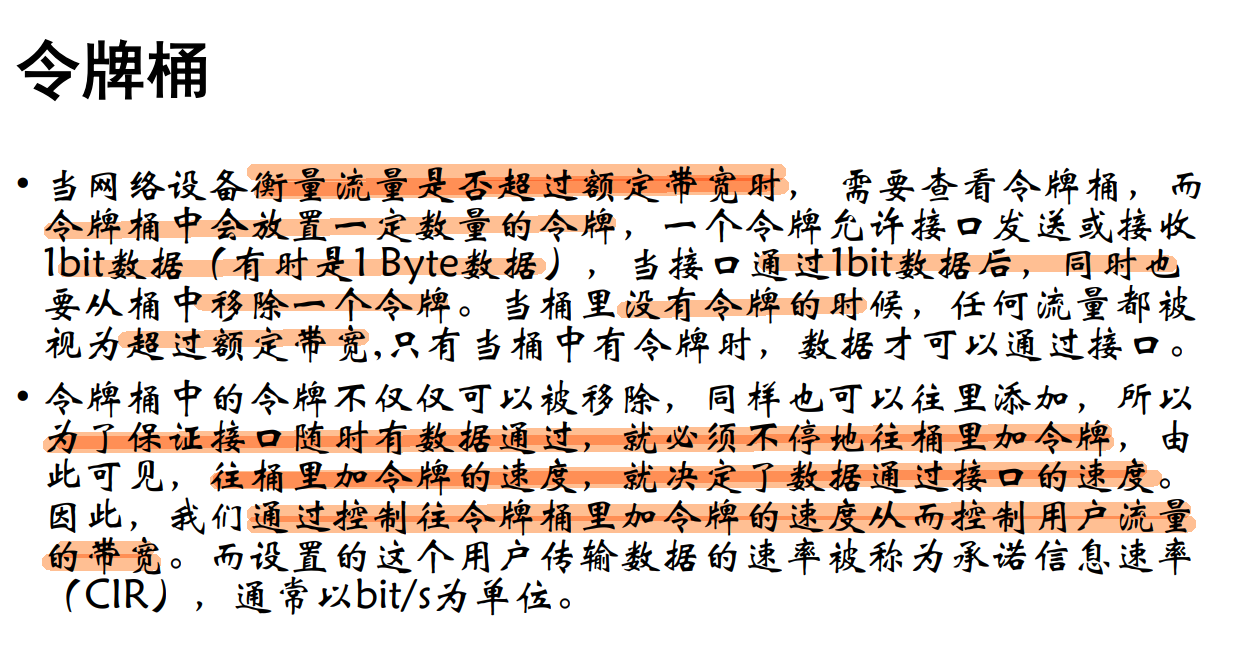 令牌桶
• 当网络设备衡量流量是否超过额定带宽时， 需要查看令牌桶，而
令牌桶中会放置一定数量的令牌，一个令牌允许接口发送或接收
1bit数据（有时是1 Byte数据），当接口通过1bit数据后，同时也
要从桶中移除一个令牌。当桶里没有令牌的时候，任何流量都被
视为超过额定带宽,只有当桶中有令牌时，数据才可以通过接口。
• 令牌桶中的令牌不仅仅可以被移除，同样也可以往里添加，所以
为了保证接口随时有数据通过，就必须不停地往桶里加令牌，由
此可见，往桶里加令牌的速度，就决定了数据通过接口的速度。
因此，我们通过控制往令牌桶里加令牌的速度从而控制用户流量
的带宽。而设置的这个用户传输数据的速率被称为承诺信息速率
（CIR），通常以bit/s为单位。